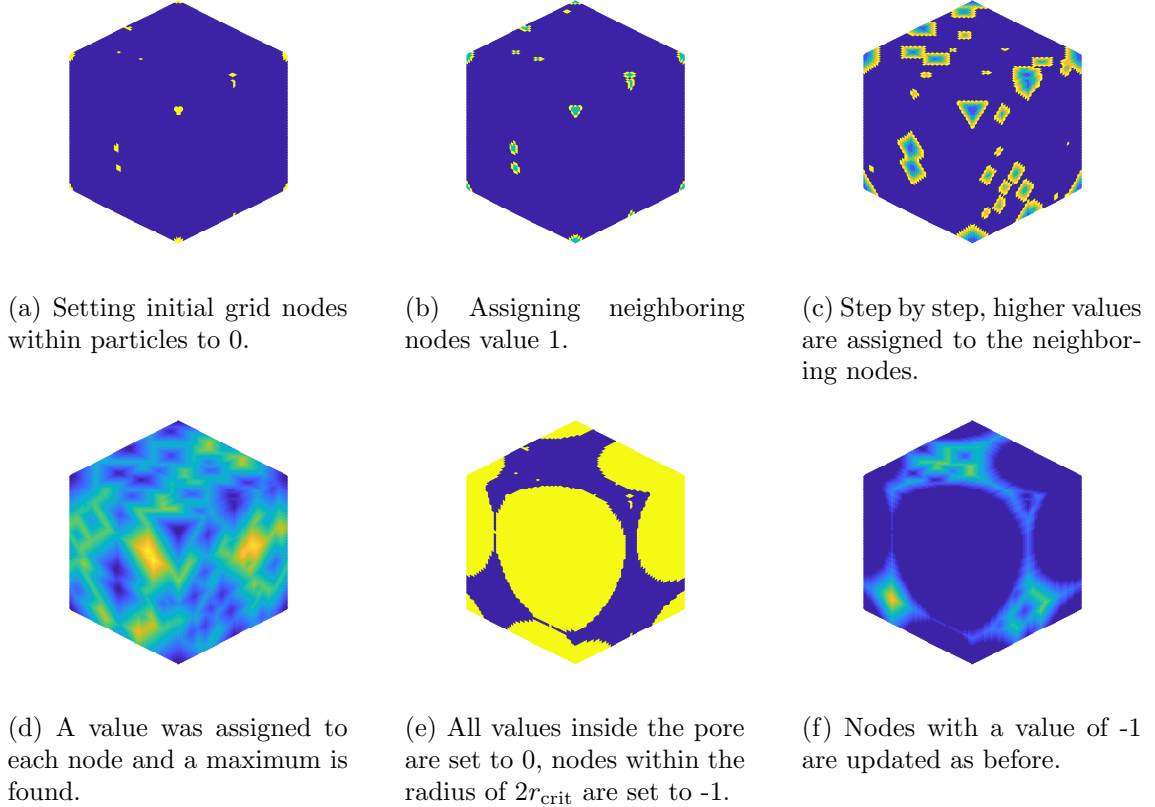 (a) Setting initial grid nodes
within particles to 0.
(b) Assigning neighboring
nodes value 1.
(c) Step by step, higher values
are assigned to the neighbor-
ing nodes.
(d) A value was assigned to
each node and a maximum is
found.
(e) All values inside the pore
are set to 0, nodes within the
radius of 2r_crit are set to -1.
(f) Nodes with a value of -1
are updated as before.